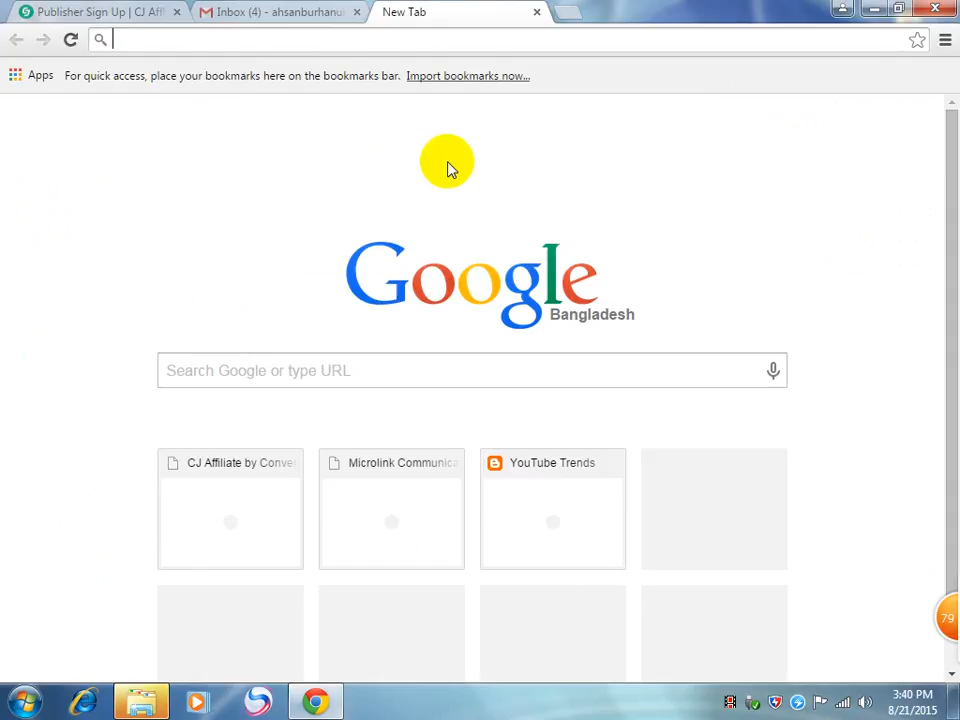 Publisher Sign Up | CJ Aff
Inbox (4) - ahsanburhanu
New Tab
Apps
For quick access, place your bookmarks here on the bookmarks bar. Import bookmarks now...
Google
Bangladesh
Search Google or type URL
CJ Affiliate by Conver
Microlink Communica
YouTube Trends
79
3:40 PM
8/21/2015